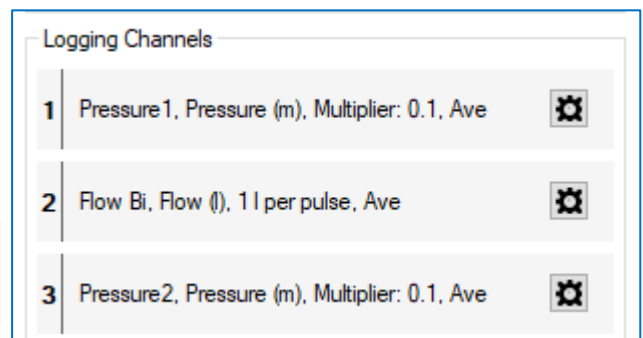 Logging Channels
1 Pressure1, Pressure (m), Multiplier: 0.1, Ave
2 Flow Bi, Flow (l), 1 l per pulse, Ave
3 Pressure2, Pressure (m), Multiplier: 0.1, Ave